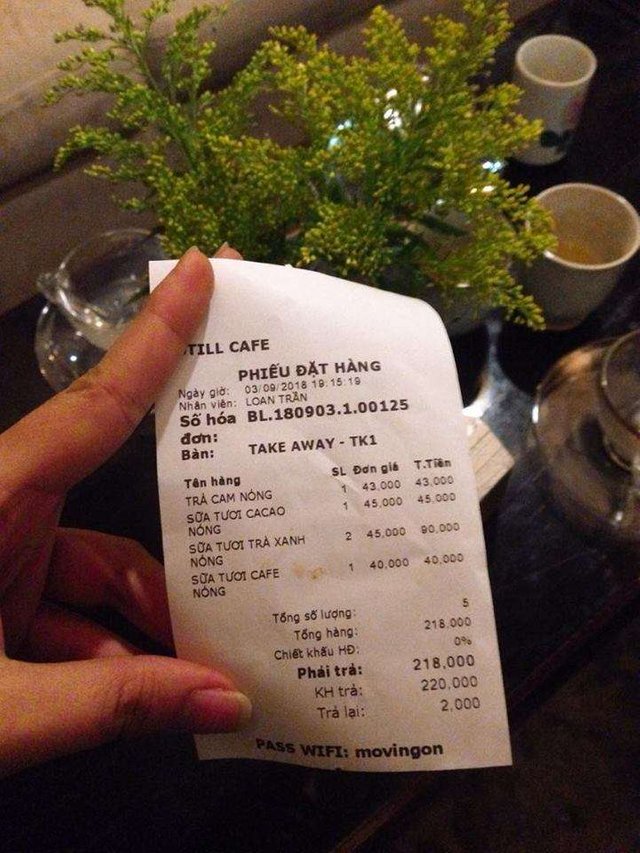 TILL CAFE
PHIẾU ĐẶT HÀNG
Ngày giờ: 03/09/2018 19:15:19
Nhân viên: LOAN TRẦN
Số hóa đơn: BL.180903.1.00125
Bàn: TAKE AWAY - TK1
Tên hàng SL Đơn giá T.Tiền
TRÀ CAM NÓNG 1 43,000 43,000
SỮA TƯƠI CACAO 1 45,000 45,000
NÓNG
SỮA TƯƠI TRÀ XANH 2 45,000 90,000
NÓNG
SỮA TƯƠI CAFE 1 40,000 40,000
NÓNG
Tổng số lượng: 5
Tổng hàng: 218,000
Chiết khấu HĐ: 0%
Phải trả: 218,000
KH trả: 220,000
Trả lại: 2,000
PASS WIFI: movingon